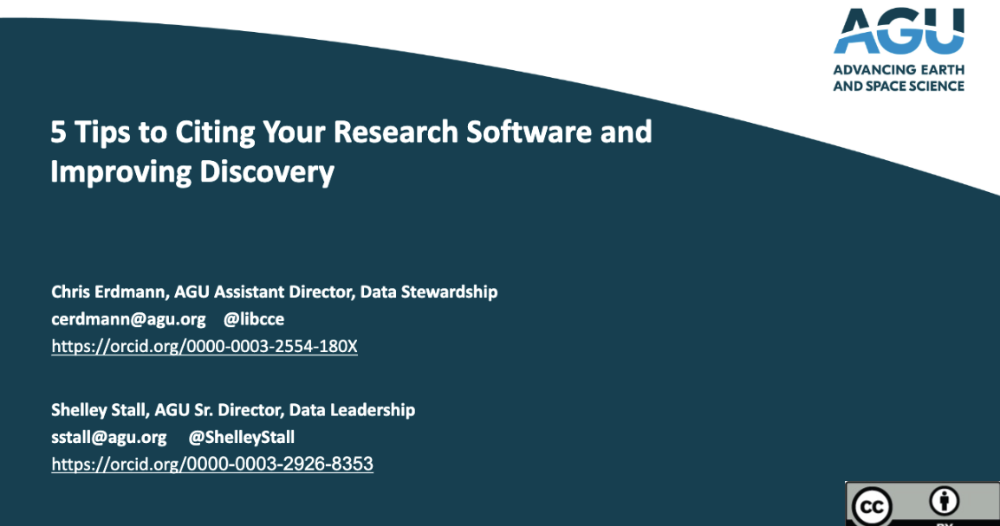 AGU
ADVANCING EARTH
AND SPACE SCIENCE
5 Tips to Citing Your Research Software and
Improving Discovery
Chris Erdmann, AGU Assistant Director, Data Stewardship
cerdmann@agu.org @libcce
https://orcid.org/0000-0003-2554-180X
Shelley Stall, AGU Sr. Director, Data Leadership
sstall@agu.org @ShelleyStall
https://orcid.org/0000-0003-2926-8353
cc
BY